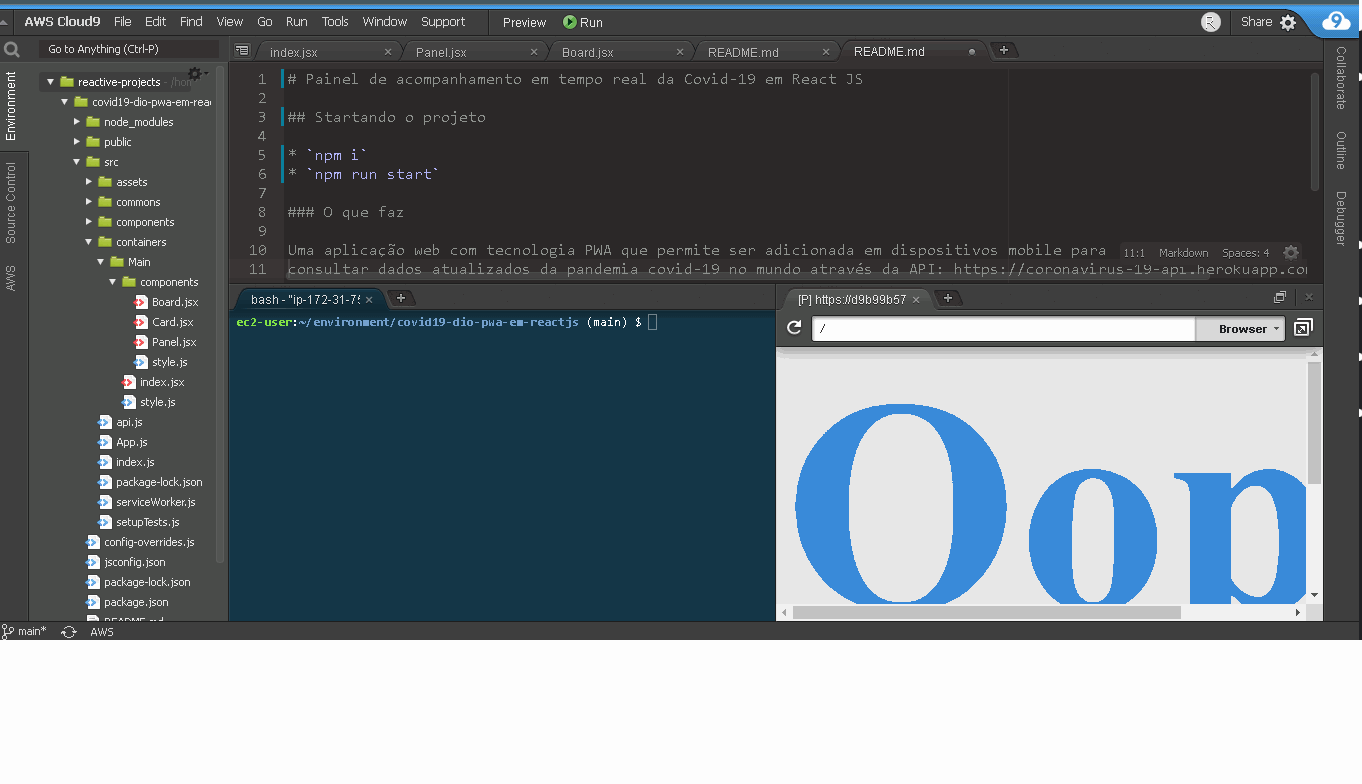 AWS Cloud9 File Edit Find View Go Run Tools Window Support Preview Run R Share 9
Go to Anything (Ctrl-P)
index.jsx Panel.jsx Board.jsx README.md README.md
Environment
Source Control
AWS
reactive-projects - /hom
covid19-dio-pwa-em-reac
node_modules
public
src
assets
commons
components
containers
Main
components
Board.jsx
Card.jsx
Panel.jsx
style.js
index.jsx
style.js
api.js
App.js
index.js
package-lock.json
serviceWorker.js
setupTests.js
config-overrides.js
jsconfig.json
package-lock.json
package.json
README.md
1 # Painel de acompanhamento em tempo real da Covid-19 em React JS
2
3 ## Startando o projeto
4
5 * `npm i`
6 * `npm run start`
7
8 ### O que faz
9
10 Uma aplicação web com tecnologia PWA que permite ser adicionada em dispositivos mobile para
11 consultar dados atualizados da pandemia covid-19 no mundo através da API: https://coronavirus-19-api.herokuapp.com
11:1 Markdown Spaces: 4
bash - "ip-172-31-75
ec2-user:~/environment/covid19-dio-pwa-em-reactjs (main) $
[P] https://d9b99b57
/
Browser
Oop
Collaborate
Outline
Debugger
main* AWS